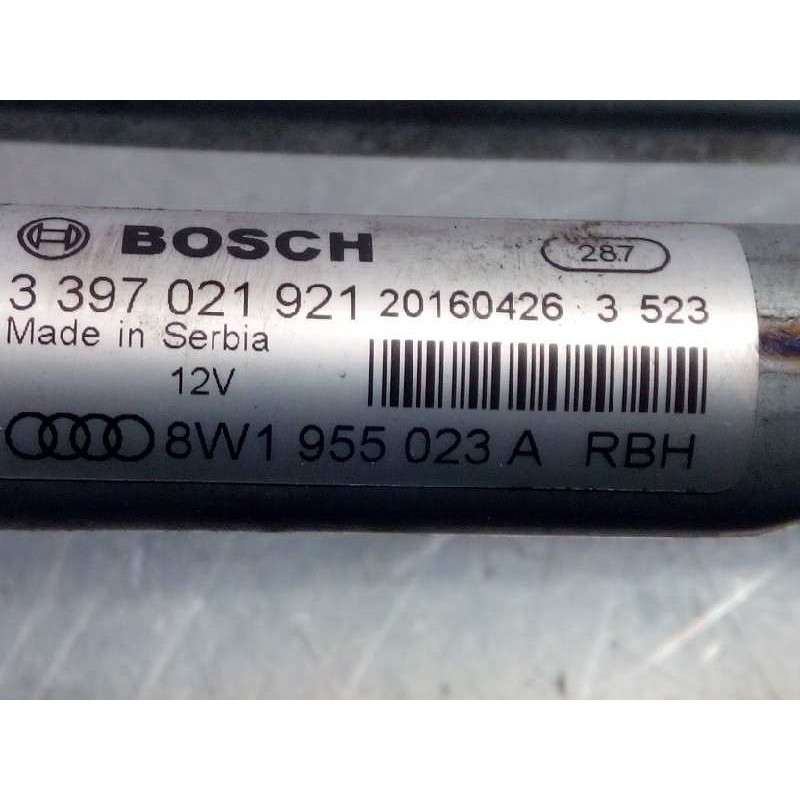 BOSCH 287
3 397 021 921 20160426 3 523
Made in Serbia
12V
8W1 955 023 A RBH